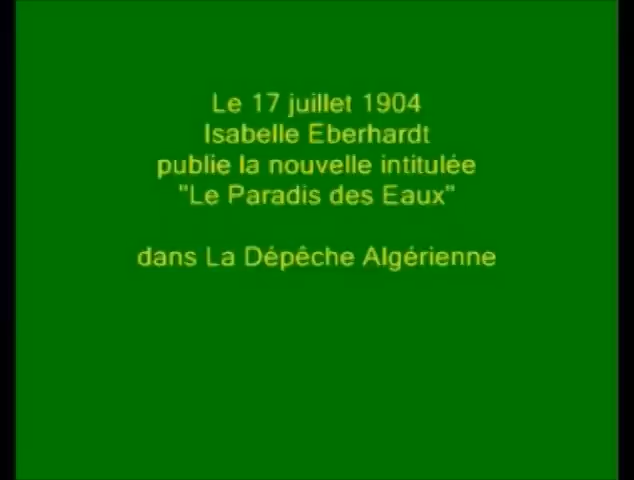 Le 17 juillet 1904
Isabelle Eberhardt
publie la nouvelle intitulée
"Le Paradis des Eaux"
dans La Dépêche Algérienne